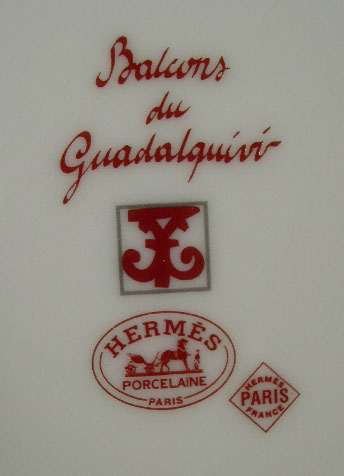 Balcons
du
Guadalquivir
HERMÈS
PORCELAINE
PARIS
HERMÈS
PARIS
FRANCE